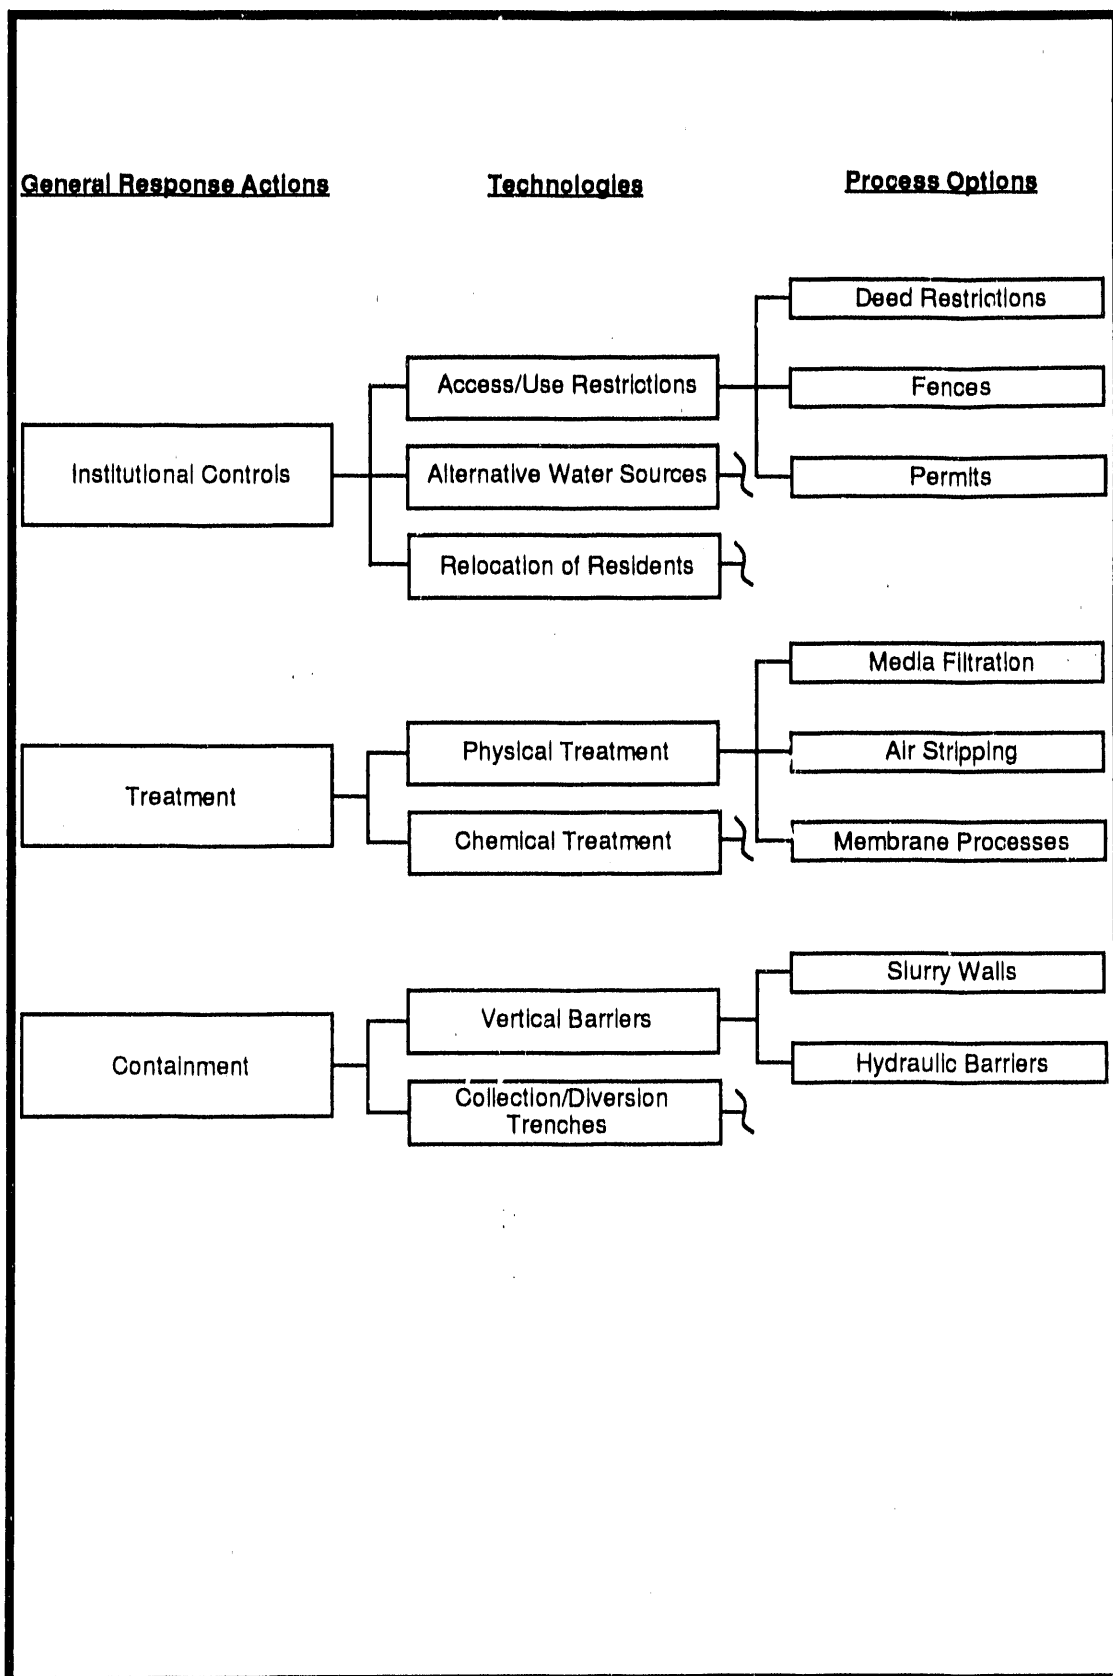 General Response Actions
Technologies
Process Options
Deed Restrictions
Access/Use Restrictions
Fences
Institutional Controls
Alternative Water Sources
Permits
Relocation of Residents
Media Filtration
Physical Treatment
Air Stripping
Treatment
Chemical Treatment
Membrane Processes
Slurry Walls
Vertical Barriers
Containment
Hydraulic Barriers
Collection/Diversion
Trenches